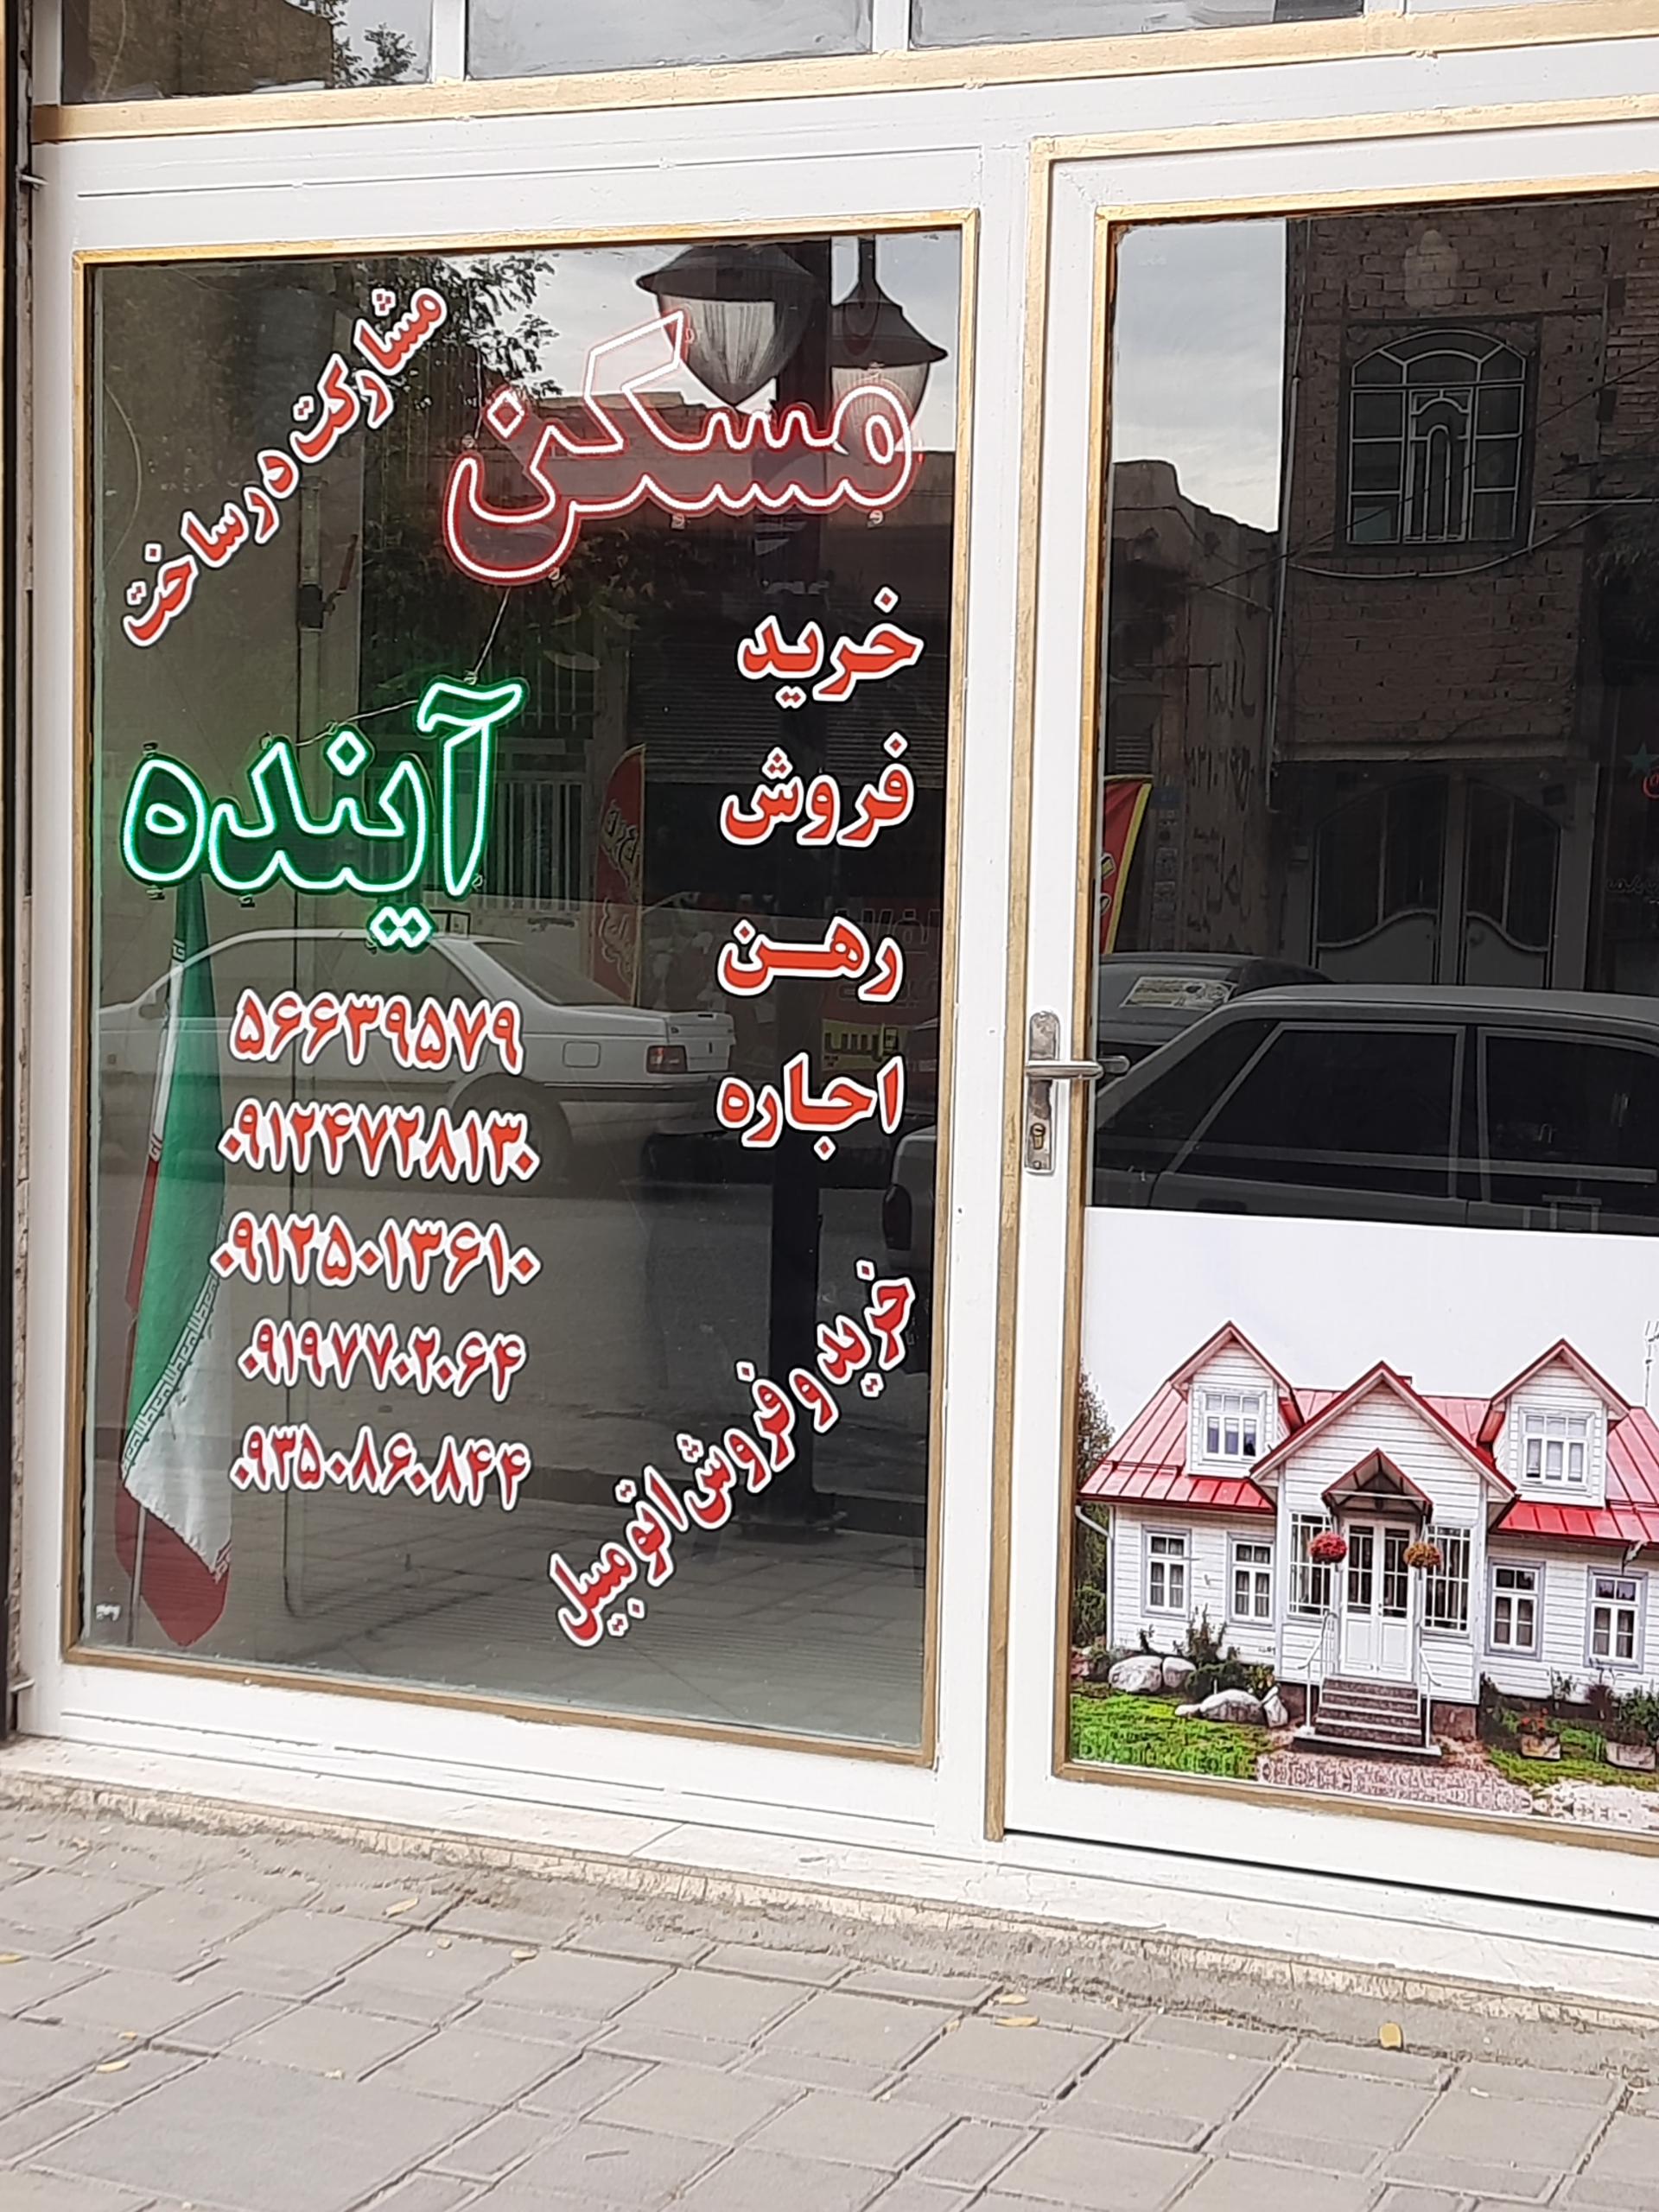 مشارکت در ساخت
مسکن
آینده
خرید
فروش
رهن
اجاره
۵۶۶۳۹۵۷۹
۰۹۱۲۴۷۲۸۱۳۰
۰۹۱۲۵۰۱۳۶۱۰
۰۹۱۹۷۷۰۲۰۶۴
۰۹۳۵۰۸۶۰۸۴۴
خرید و فروش اتومبیل